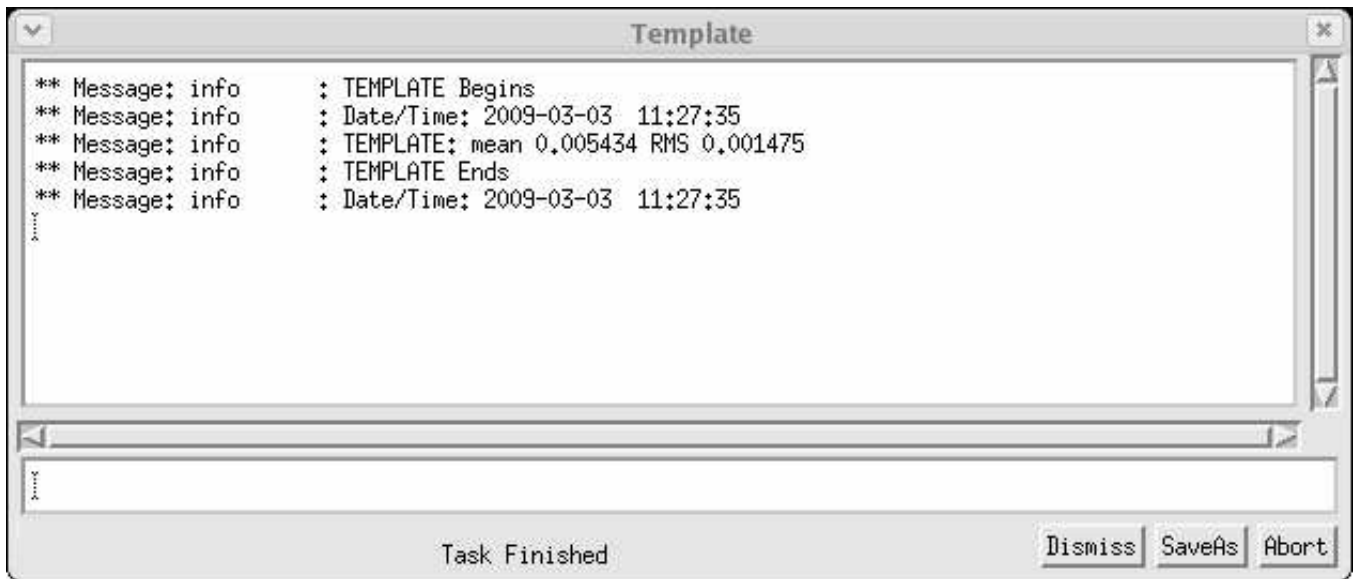 Template
** Message: info      : TEMPLATE Begins
** Message: info      : Date/Time: 2009-03-03  11:27:35
** Message: info      : TEMPLATE: mean 0.005434 RMS 0.001475
** Message: info      : TEMPLATE Ends
** Message: info      : Date/Time: 2009-03-03  11:27:35
Task Finished
Dismiss SaveAs Abort